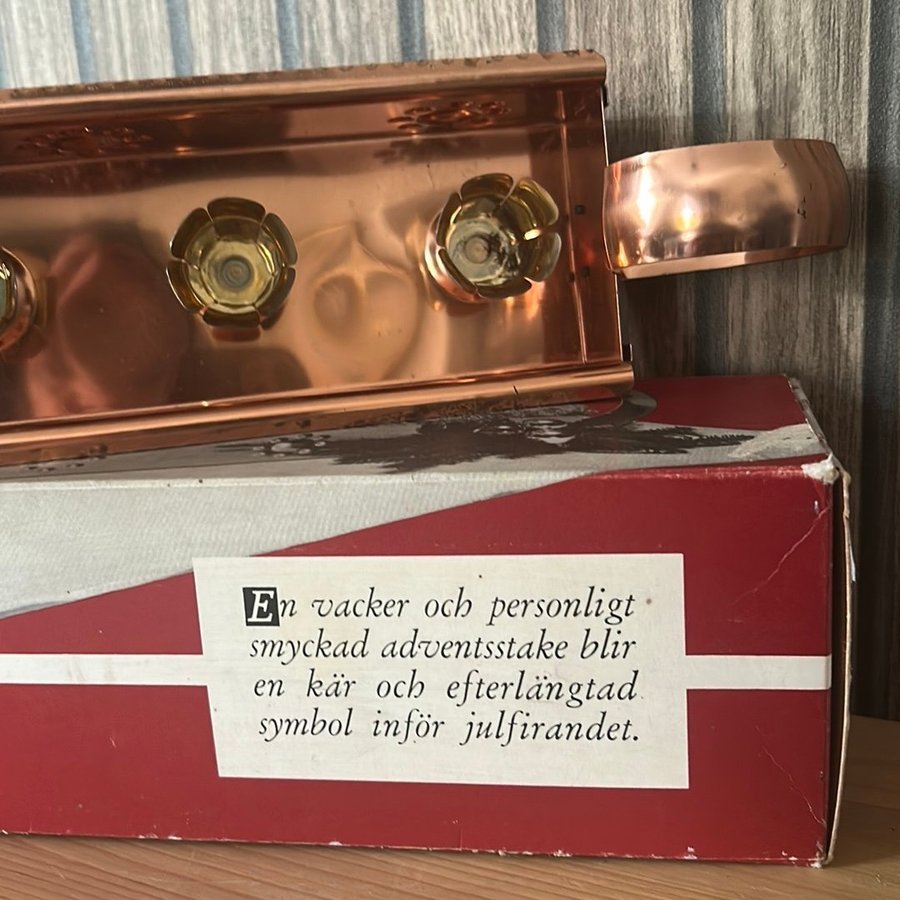 En vacker och personligt
smyckad adventsstake blir
en kär och efterlängtad
symbol inför julfirandet.